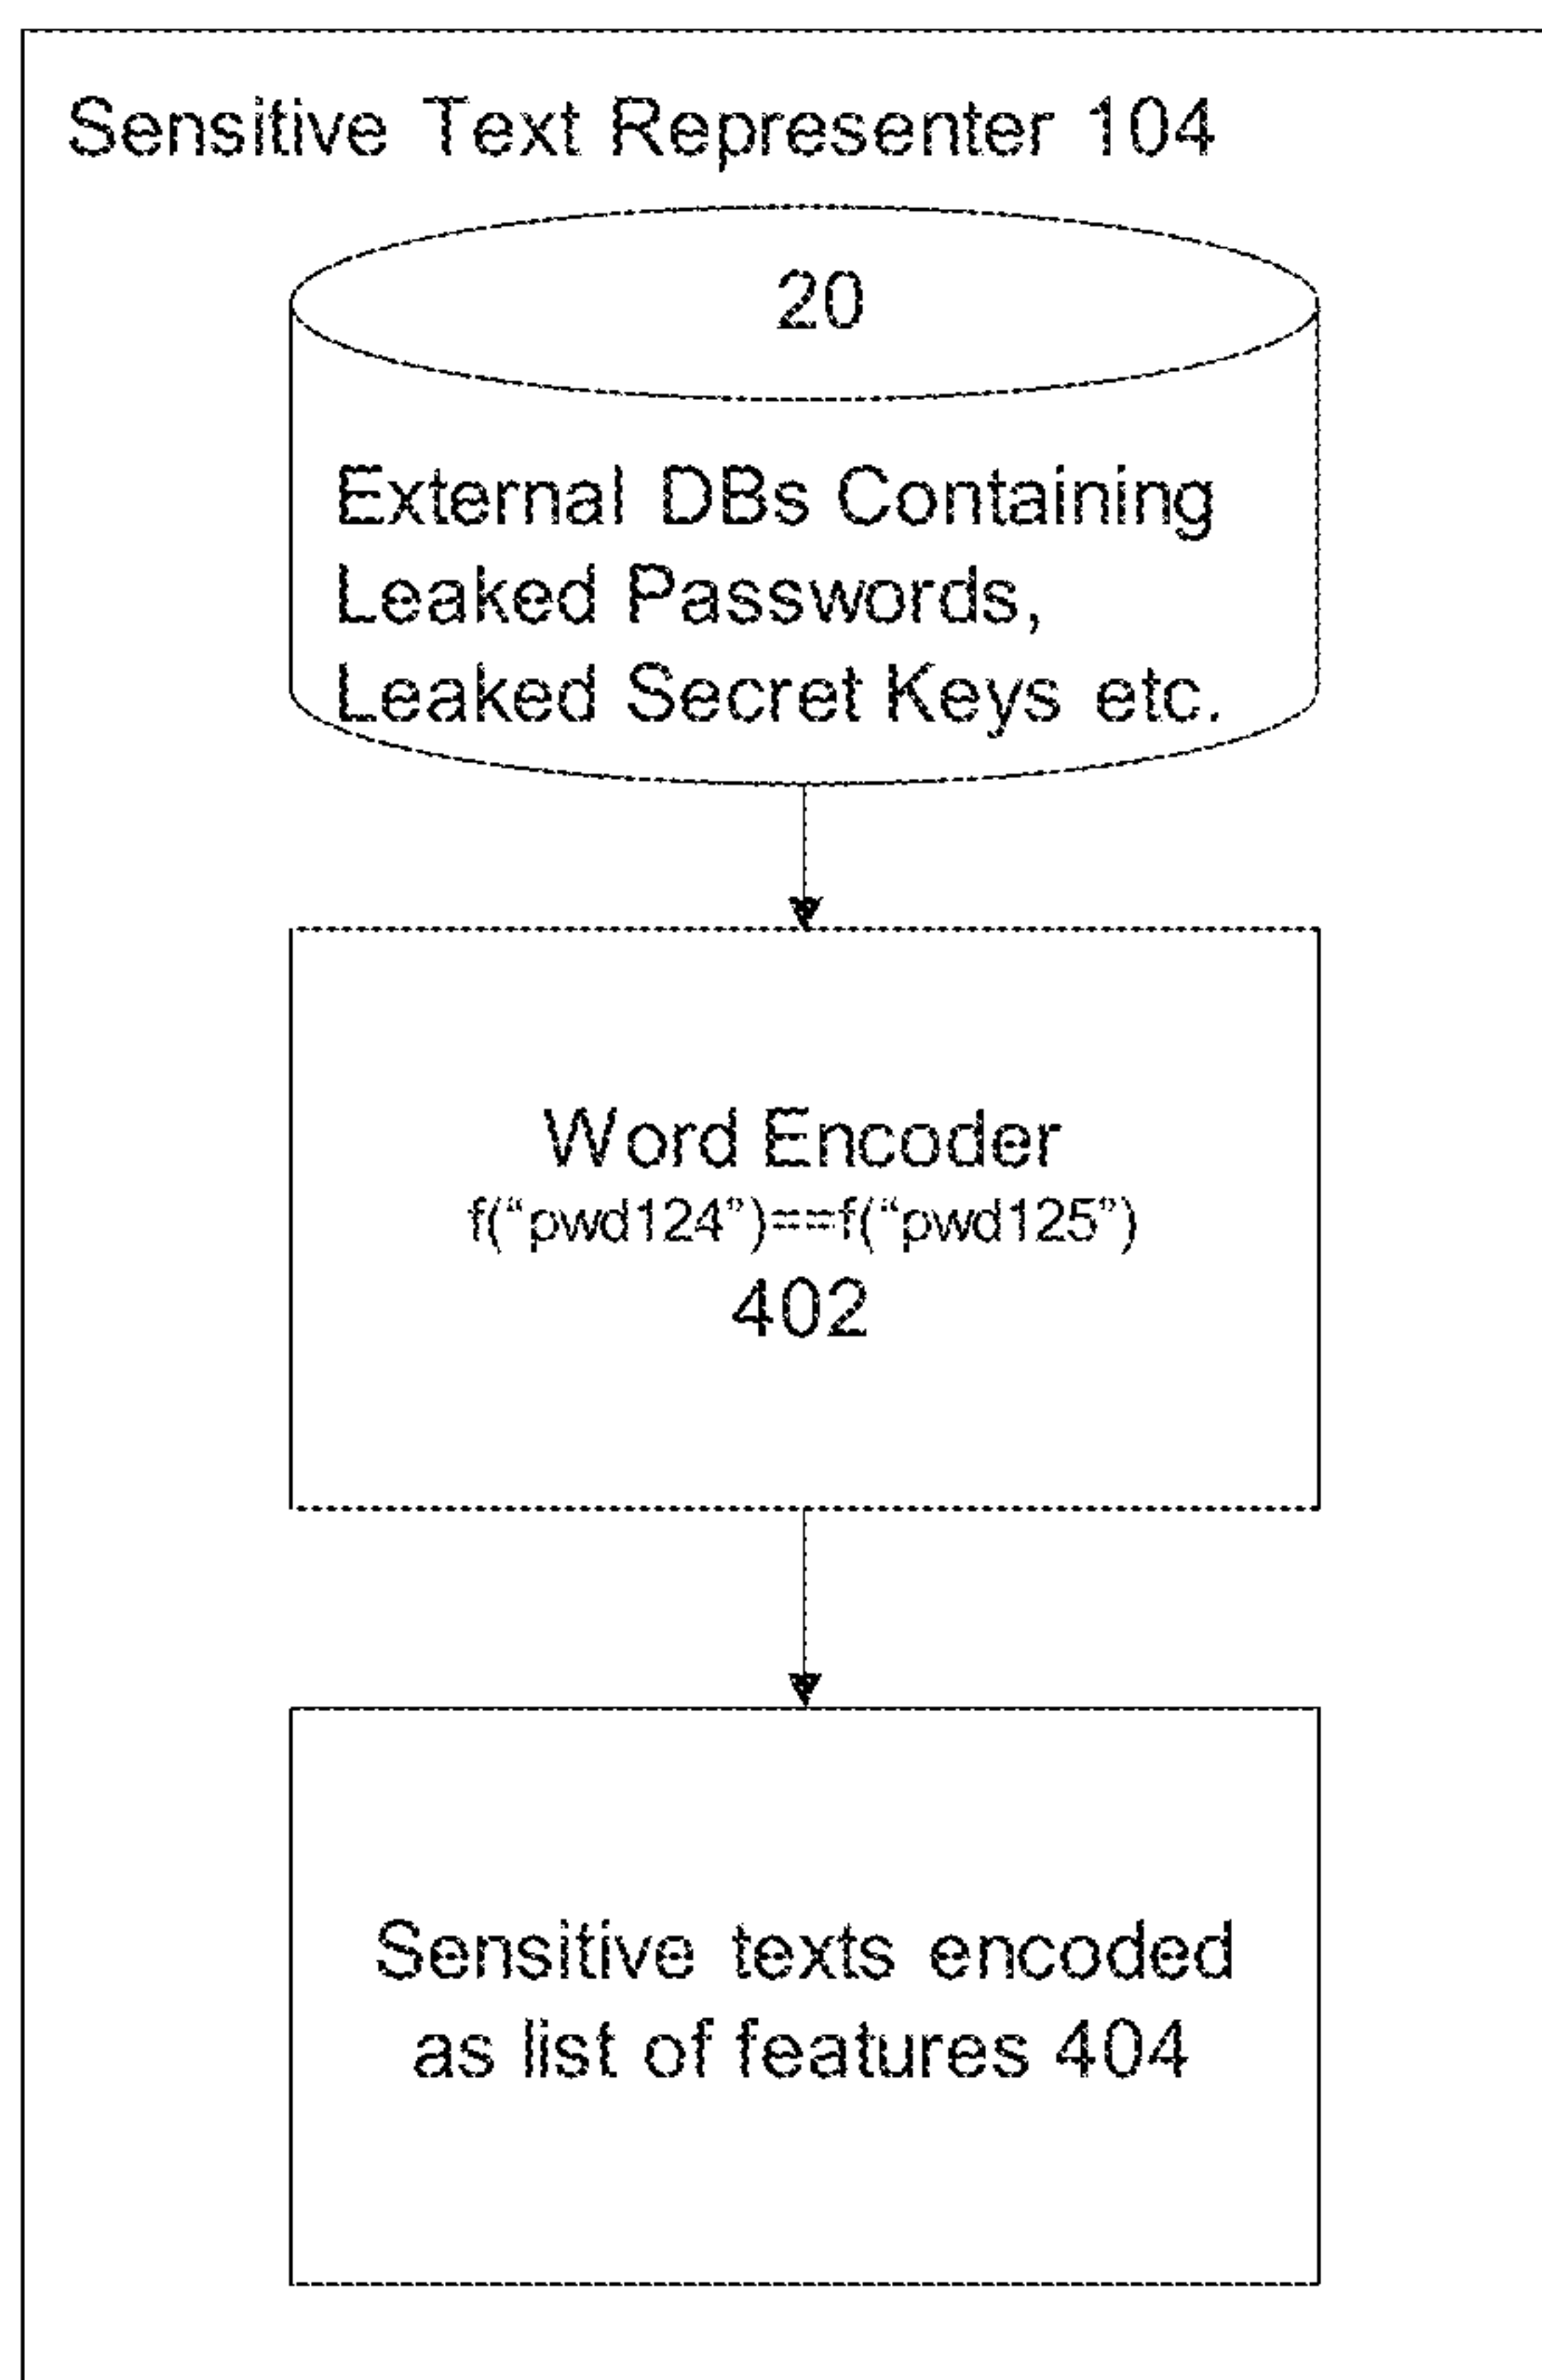 Sensitive Text Representer 104
20
External DBs Containing
Leaked Passwords,
Leaked Secret Keys etc.
Word Encoder
f(“pwd124”)==f(“pwd125”)
402
Sensitive texts encoded
as list of features 404